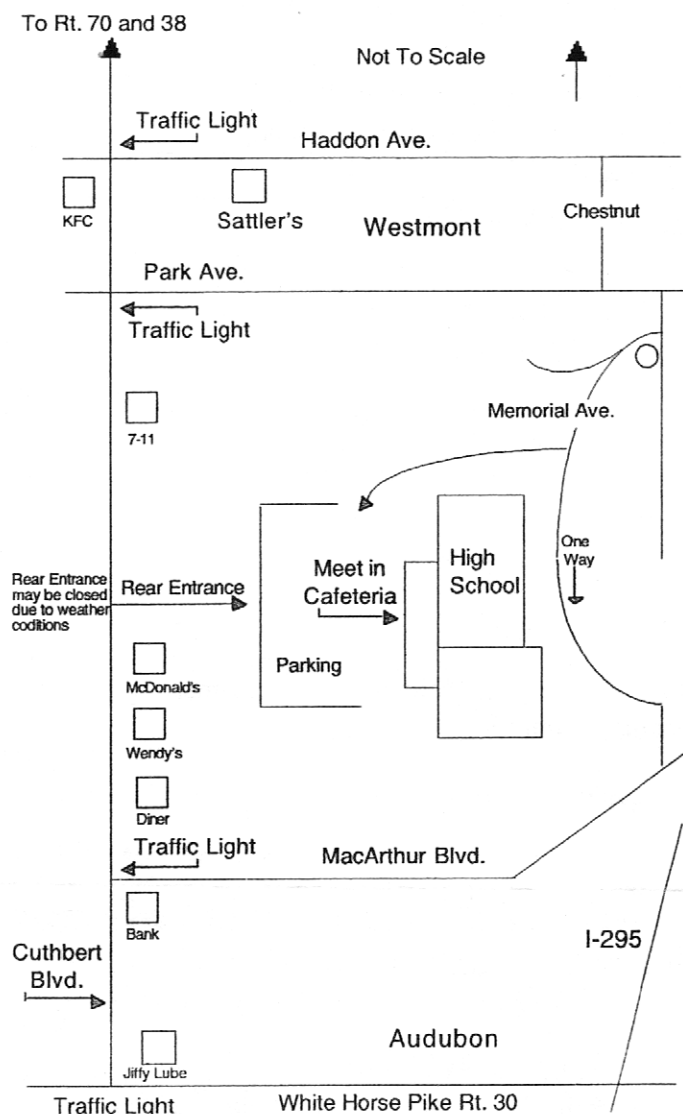 To Rt. 70 and 38
Not To Scale
Traffic Light
Haddon Ave.
KFC
Sattler's
Westmont
Chestnut
Park Ave.
Traffic Light
Memorial Ave.
7-11
One
Way
High
School
Meet in
Cafeteria
Rear Entrance
may be closed
due to weather
coditions
Rear Entrance
Parking
McDonald's
Wendy's
Diner
Traffic Light
MacArthur Blvd.
Bank
I-295
Cuthbert
Blvd.
Audubon
Jiffy Lube
Traffic Light
White Horse Pike Rt. 30